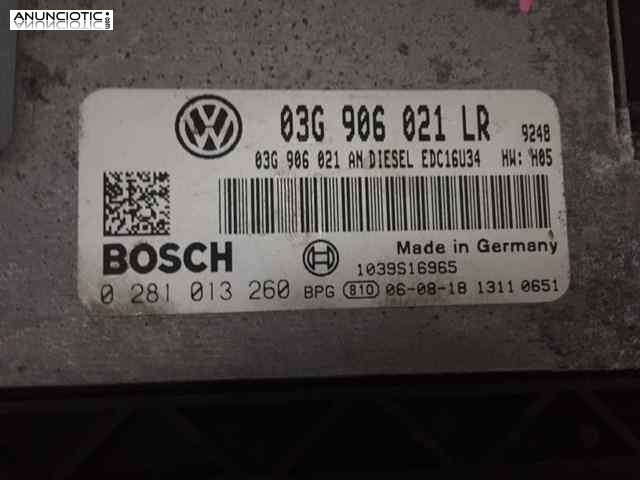 ANUNCIOTIC.com
03G 906 021 LR 9248
03G 906 021 AN DIESEL EDC16U34 HW: H05
BOSCH Made in Germany
1039S16965
0 281 013 260 BPG 810 06-08-18 1311 0651